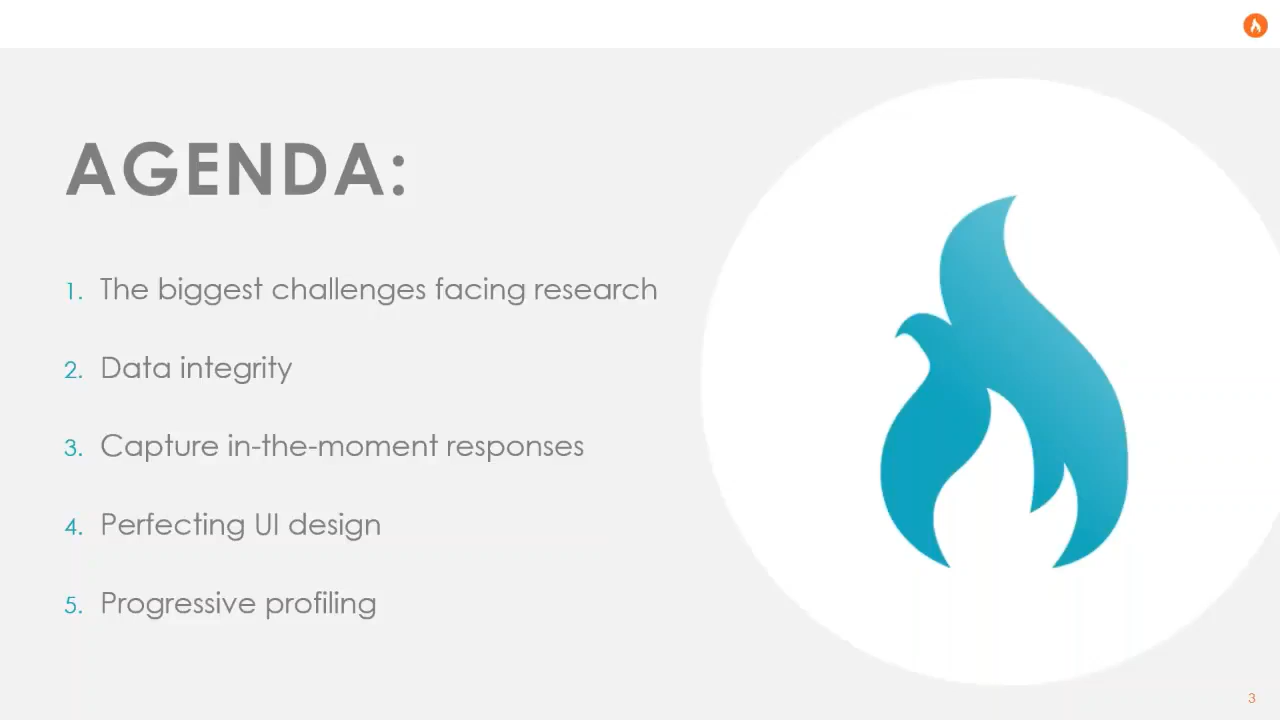 AGENDA:
1. The biggest challenges facing research
2. Data integrity
3. Capture in-the-moment responses
4. Perfecting UI design
5. Progressive profiling
3